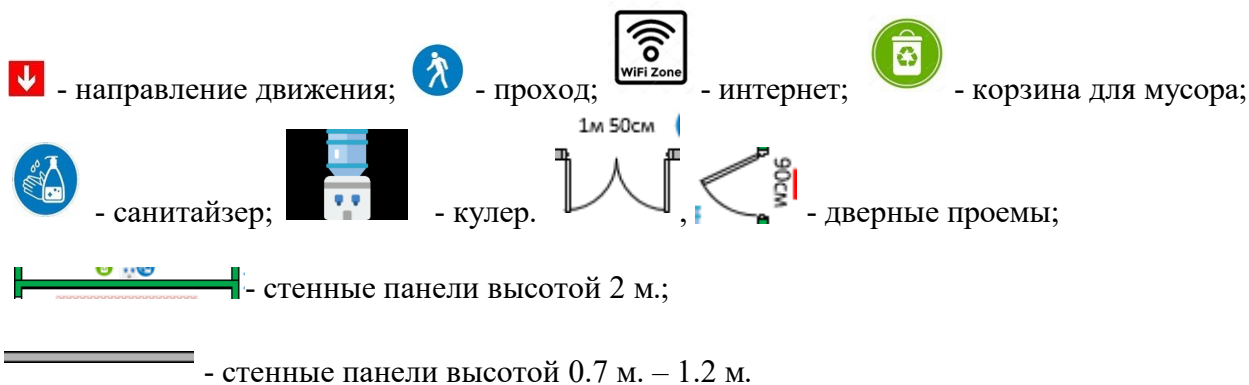 WiFi Zone
- направление движения; - проход; - интернет; - корзина для мусора;
1м 50см
90см
- санитайзер; - кулер. , - дверные проемы;
- стенные панели высотой 2 м.;
- стенные панели высотой 0.7 м. – 1.2 м.